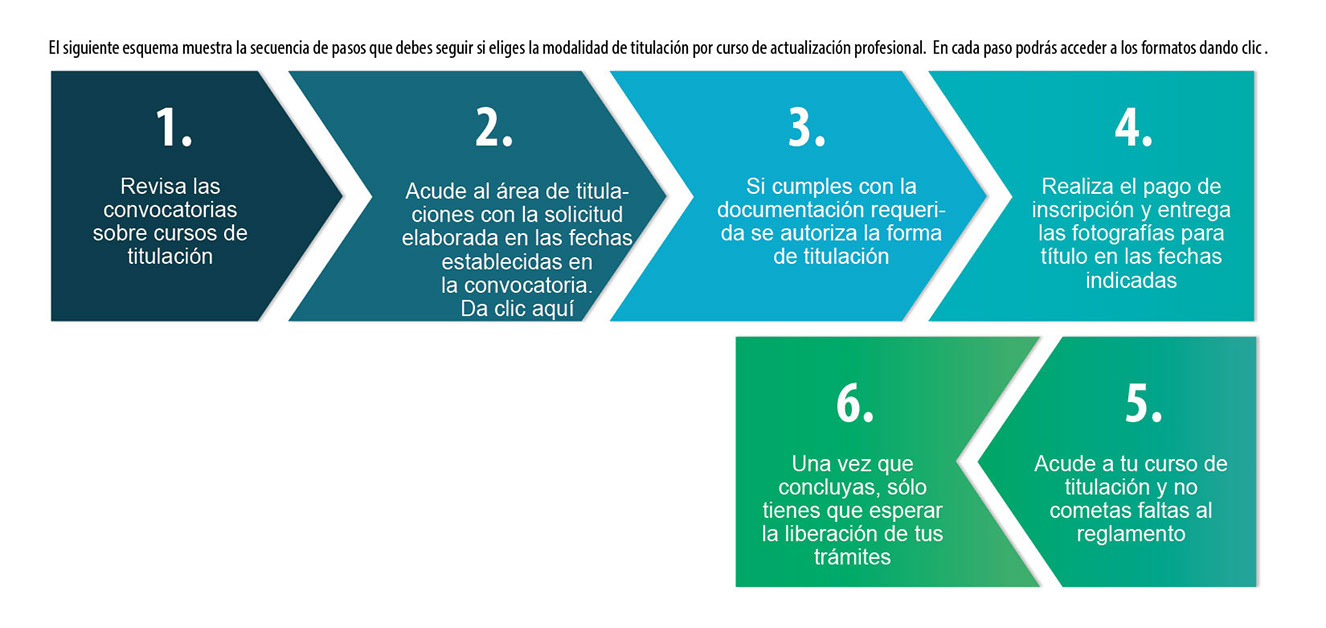 El siguiente esquema muestra la secuencia de pasos que debes seguir si eliges la modalidad de titulación por curso de actualización profesional. En cada paso podrás acceder a los formatos dando clic .
1.
Revisa las
convocatorias
sobre cursos de
titulación
2.
Acude al área de titula-
ciones con la solicitud
elaborada en las fechas
establecidas en
la convocatoria.
Da clic aquí
3.
Si cumples con la
documentación requeri-
da se autoriza la forma
de titulación
4.
Realiza el pago de
inscripción y entrega
las fotografías para
título en las fechas
indicadas
5.
Acude a tu curso de
titulación y no
cometas faltas al
reglamento
6.
Una vez que
concluyas, sólo
tienes que esperar
la liberación de tus
trámites